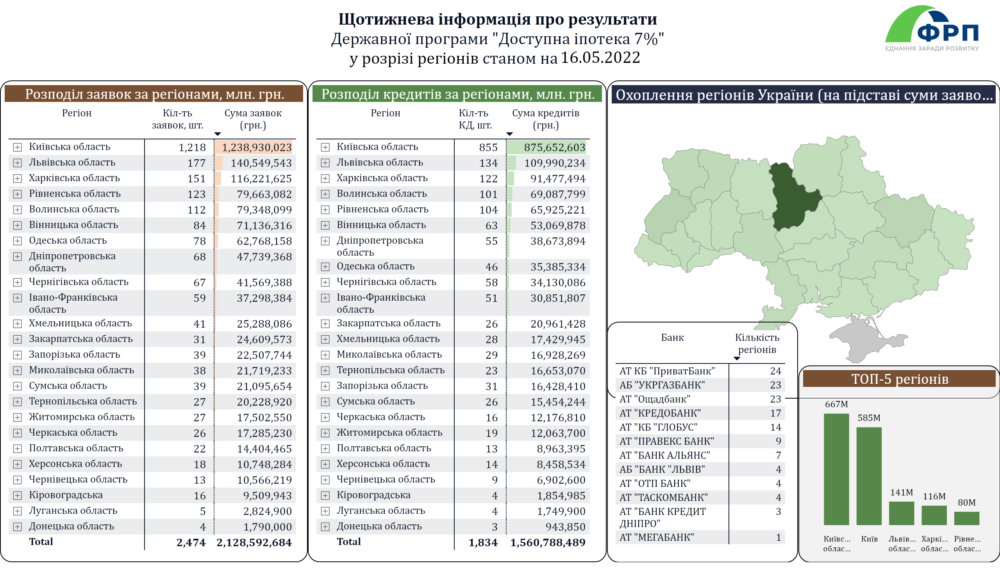 Щотижнева інформація про результати
Державної програми "Доступна іпотека 7%"
у розрізі регіонів станом на 16.05.2022
ФРП
ЄДНАННЯ ЗАРАДИ РОЗВИТКУ
Розподіл заявок за регіонами, млн. грн.
Регіон Кіл-ть Сума заявок
заявок, шт. (грн.)
Київська область 1,218 1,238,930,023
Львівська область 177 140,549,543
Харківська область 151 116,221,625
Рівненська область 123 79,663,082
Волинська область 112 79,348,099
Вінницька область 84 71,136,316
Одеська область 78 62,768,158
Дніпропетровська 68 47,739,368
область
Чернігівська область 67 41,569,388
Івано-Франківська 59 37,298,384
область
Хмельницька область 41 25,288,086
Закарпатська область 31 24,609,573
Запорізька область 39 22,507,744
Миколаївська область 38 21,719,233
Сумська область 39 21,095,654
Тернопільська область 27 20,228,920
Житомирська область 27 17,502,550
Черкаська область 26 17,285,230
Полтавська область 22 14,404,465
Херсонська область 18 10,748,284
Чернівецька область 13 10,566,219
Кіровоградська 16 9,509,943
Луганська область 5 2,824,900
Донецька область 4 1,790,000
Total 2,474 2,128,592,684
Розподіл кредитів за регіонами, млн. грн.
Регіон Кіл-ть Сума кредитів
КД, шт. (грн.)
Київська область 855 875,652,603
Львівська область 134 109,990,234
Харківська область 122 91,477,494
Волинська область 101 69,087,799
Рівненська область 104 65,925,221
Вінницька область 63 53,069,878
Дніпропетровська 55 38,673,894
область
Одеська область 46 35,385,334
Чернігівська область 58 34,130,086
Івано-Франківська 51 30,851,807
область
Закарпатська область 26 20,961,428
Хмельницька область 28 17,429,945
Миколаївська область 29 16,928,269
Тернопільська область 23 16,653,070
Запорізька область 31 16,428,410
Сумська область 26 15,454,244
Черкаська область 16 12,176,810
Житомирська область 19 12,063,700
Полтавська область 13 8,963,395
Херсонська область 14 8,458,534
Чернівецька область 9 6,902,600
Кіровоградська 4 1,854,985
Луганська область 4 1,749,900
Донецька область 3 943,850
Total 1,834 1,560,788,489
Охоплення регіонів України (на підставі суми заяво...
Банк Кількість
регіонів
АТ КБ "ПриватБанк" 24
АБ "УКРГАЗБАНК" 23
АТ "Ощадбанк" 23
АТ "КРЕДОБАНК" 17
АТ "КБ "ГЛОБУС" 14
АТ "ПРАВЕКС БАНК" 9
АТ "БАНК АЛЬЯНС" 7
АБ "БАНК "ЛЬВІВ" 4
АТ "ОТП БАНК" 4
АТ "ТАСКОМБАНК" 4
АТ "БАНК КРЕДИТ 3
ДНІПРО"
АТ "МЕГАБАНК" 1
ТОП-5 регіонів
667M
585M
141M
116M
80M
Київс... Київ Львів... Харкі... Рівне...
облас... облас... облас... облас...